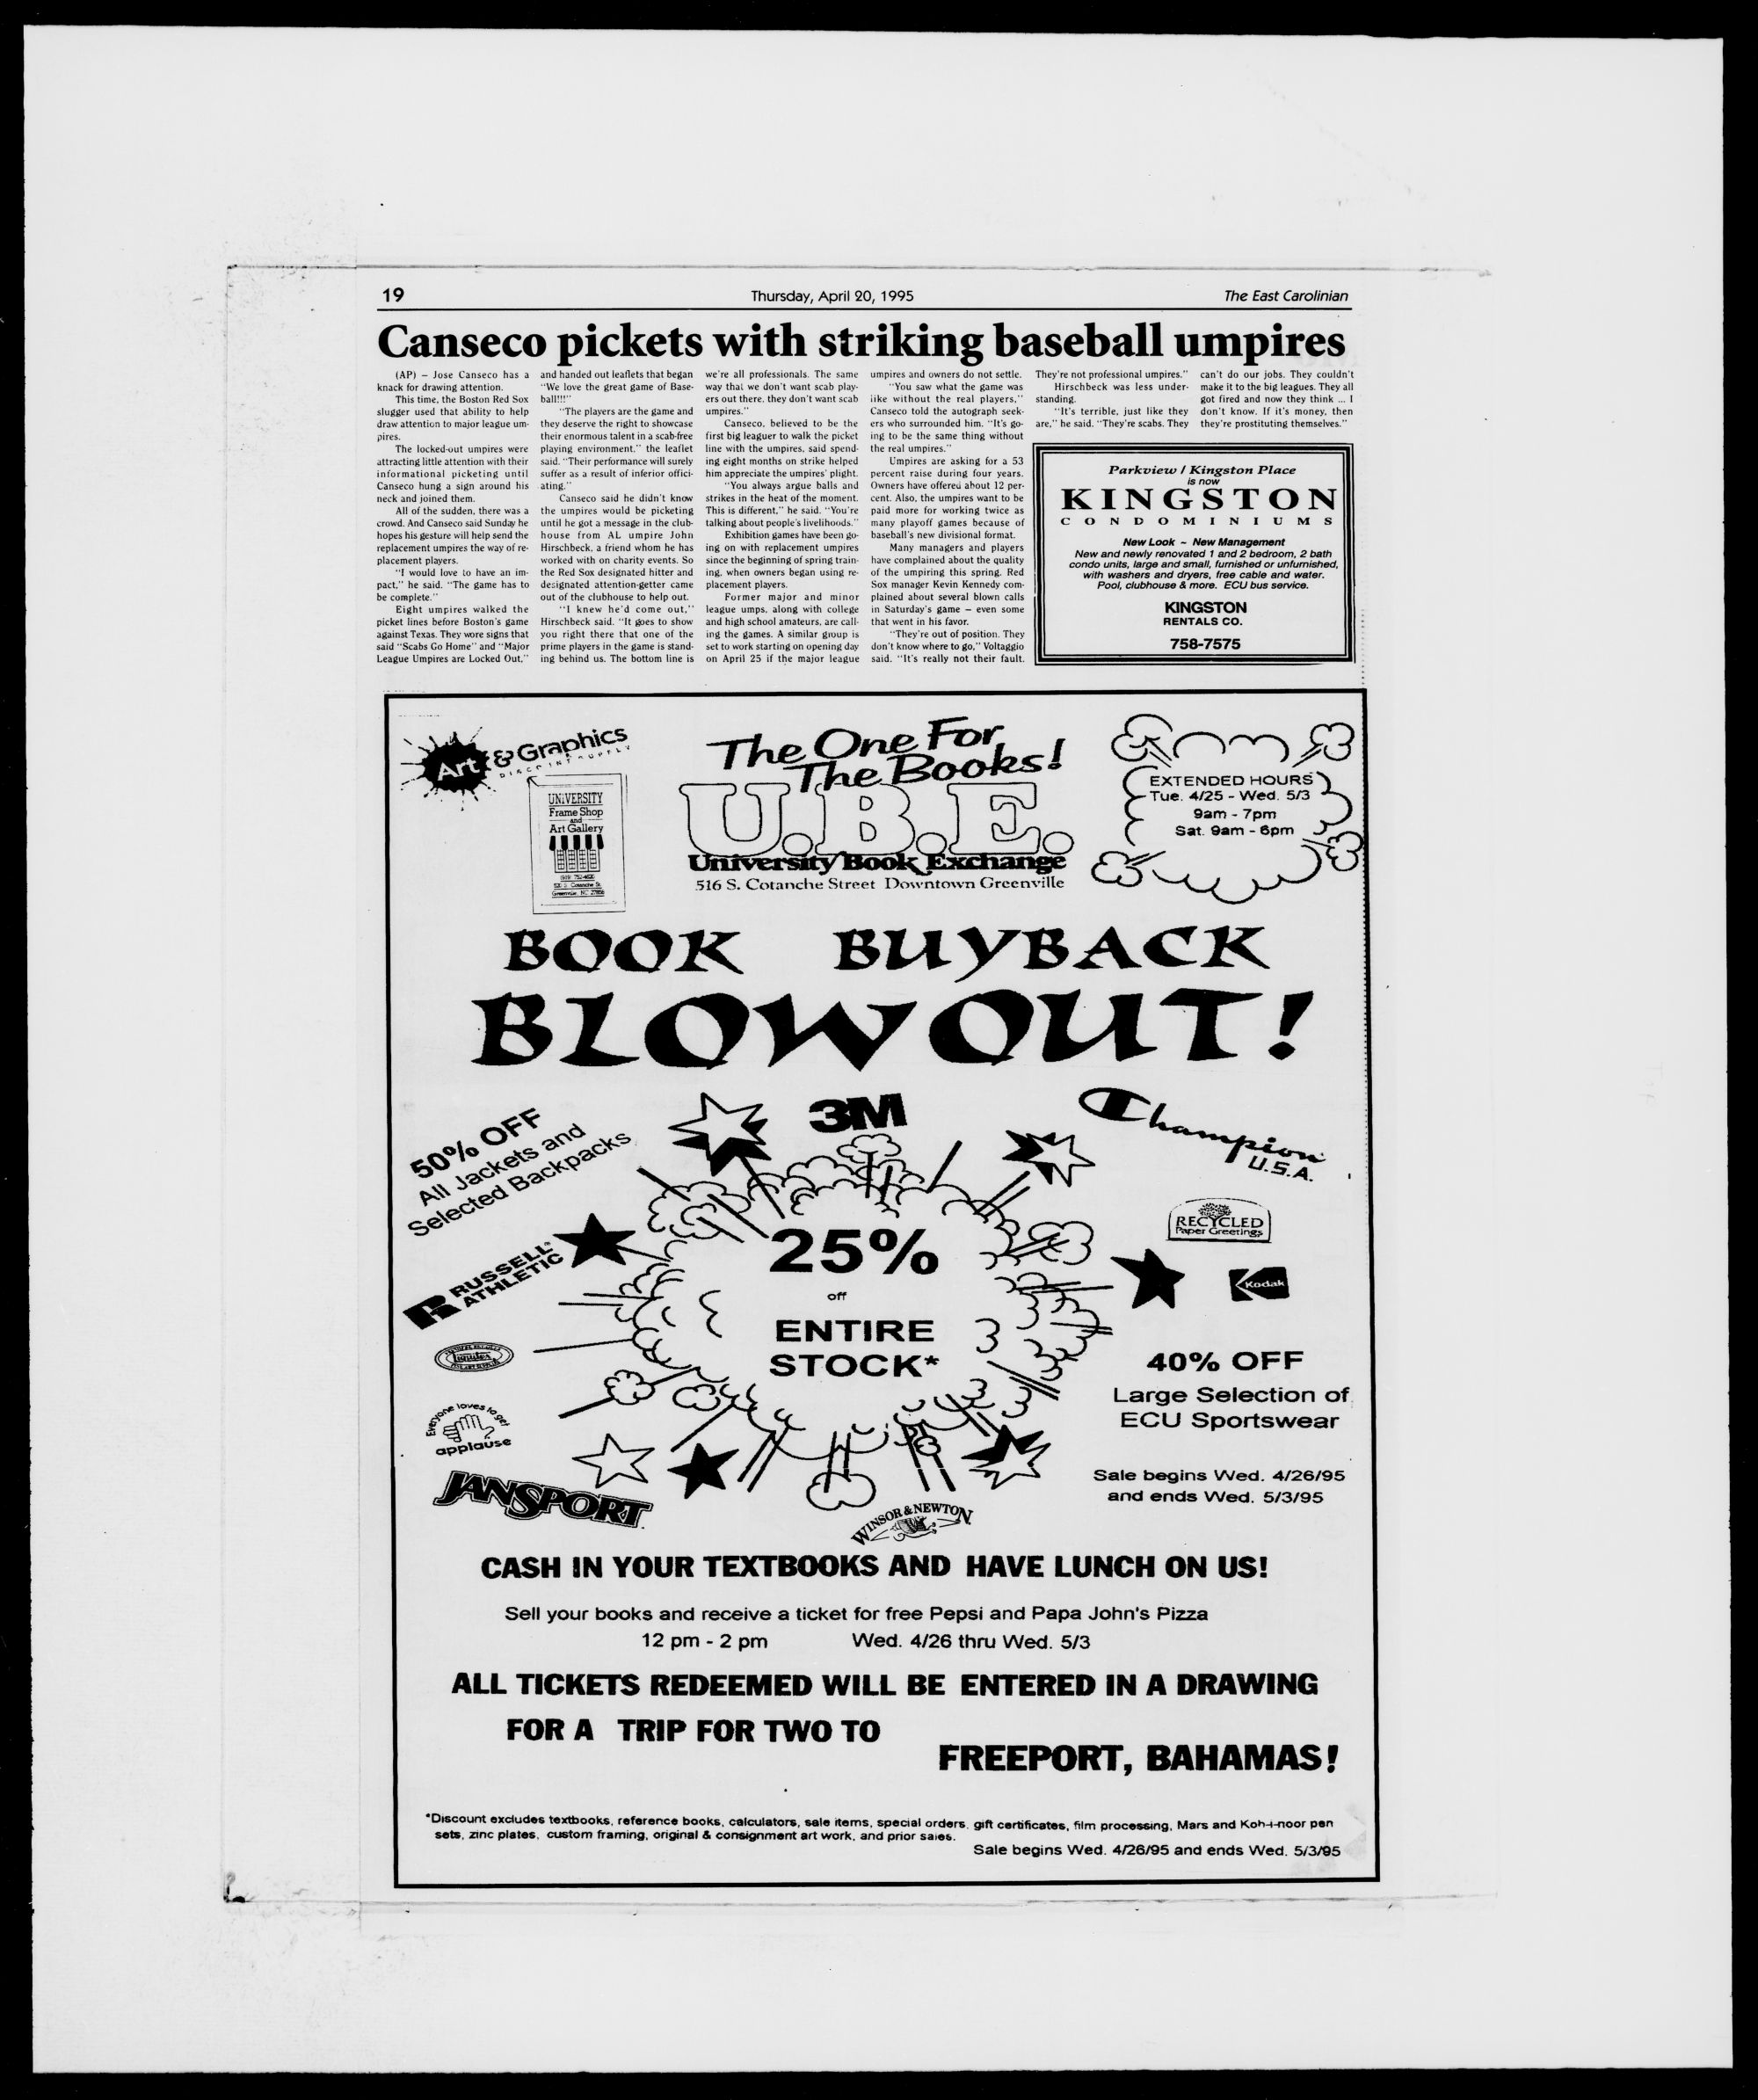 19
Thursday, April 20, 1995
The East Carolinian
Canseco pickets with striking baseball umpires
(AP) – Jose Canseco has a
knack for drawing attention.
This time, the Boston Red Sox
slugger used that ability to help
draw attention to major league um-
pires.
The locked-out umpires were
attracting little attention with their
informational picketing until
Canseco hung a sign around his
neck and joined them.
All of the sudden, there was a
crowd. And Canseco said Sunday he
hopes his gesture will help send the
replacement umpires the way of re-
placement players.
"I would love to have an im-
pact," he said. "The game has to
be complete."
Eight umpires walked the
picket lines before Boston's game
against Texas. They wore signs that
said "Scabs Go Home" and "Major
League Umpires are Locked Out,"
and handed out leaflets that began
"We love the great game of Base-
ball!!!"
"The players are the game and
they deserve the right to showcase
their enormous talent in a scab-free
playing environment." the leaflet
said. "Their performance will surely
suffer as a result of inferior offici-
ating."
Canseco said he didn't know
the umpires would be picketing
until he got a message in the club-
house from AL umpire John
Hirschbeck, a friend whom he has
worked with on charity events. So
the Red Sox designated hitter and
designated attention-getter came
out of the clubhouse to help out.
"I knew he'd come out,"
Hirschbeck said. "It goes to show
you right there that one of the
prime players in the game is stand-
ing behind us. The bottom line is
we're all professionals. The same
way that we don't want scab play-
ers out there, they don't want scab
umpires."
Canseco, believed to be the
first big leaguer to walk the picket
line with the umpires, said spend-
ing eight months on strike helped
him appreciate the umpires' plight.
"You always argue balls and
strikes in the heat of the moment.
This is different," he said. "You're
talking about people's livelihoods."
Exhibition games have been go-
ing on with replacement umpires
since the beginning of spring train-
ing, when owners began using re-
placement players.
Former major and minor
league umps, along with college
and high school amateurs, are call-
ing the games. A similar group is
set to work starting on opening day
on April 25 if the major league
umpires and owners do not settle.
"You saw what the game was
like without the real players,"
Canseco told the autograph seek-
ers who surrounded him. "It's go-
ing to be the same thing without
the real umpires."
Umpires are asking for a 53
percent raise during four years.
Owners have offered about 12 per-
cent. Also, the umpires want to be
paid more for working twice as
many playoff games because of
baseball's new divisional format.
Many managers and players
have complained about the quality
of the umpiring this spring. Red
Sox manager Kevin Kennedy com-
plained about several blown calls
in Saturday's game – even some
that went in his favor.
"They're out of position. They
don't know where to go," Voltaggio
said. "It's really not their fault.
They're not professional umpires."
Hirschbeck was less under-
standing.
"It's terrible, just like they
are," he said. "They're scabs. They
can't do our jobs. They couldn't
make it to the big leagues. They all
got fired and now they think ... I
don't know. If it's money, then
they're prostituting themselves."
Parkview / Kingston Place
is now
KINGSTON
CONDOMINIUMS
New Look ~ New Management
New and newly renovated 1 and 2 bedroom, 2 bath
condo units, large and small, furnished or unfurnished,
with washers and dryers, free cable and water.
Pool, clubhouse & more. ECU bus service.
KINGSTON
RENTALS CO.
758-7575
Art & Graphics
DISCOUNT SUPPLY
UNIVERSITY
Frame Shop
and
Art Gallery
Greenville, NC 27858
The One For
The Books!
U.B.E.
University Book Exchange
516 S. Cotanche Street Downtown Greenville
EXTENDED HOURS
Tue. 4/25 - Wed. 5/3
9am - 7pm
Sat. 9am - 6pm
BOOK BUYBACK
BLOWOUT!
50% OFF
All Jackets and
Selected Backpacks
3M
Champion
U.S.A.
RUSSELL
ATHLETIC
25%
off
ENTIRE
STOCK*
RECYCLED
Paper Greetings
Kodak
Everyone loves to get
applause
40% OFF
Large Selection of
ECU Sportswear
JANSPORT
WINSOR & NEWTON
Sale begins Wed. 4/26/95
and ends Wed. 5/3/95
CASH IN YOUR TEXTBOOKS AND HAVE LUNCH ON US!
Sell your books and receive a ticket for free Pepsi and Papa John's Pizza
12 pm - 2 pm Wed. 4/26 thru Wed. 5/3
ALL TICKETS REDEEMED WILL BE ENTERED IN A DRAWING
FOR A TRIP FOR TWO TO
FREEPORT, BAHAMAS!
*Discount excludes textbooks, reference books, calculators, sale items, special orders, gift certificates, film processing, Mars and Koh-i-noor pen
sets, zinc plates, custom framing, original & consignment art work, and prior sales.
Sale begins Wed. 4/26/95 and ends Wed. 5/3/95